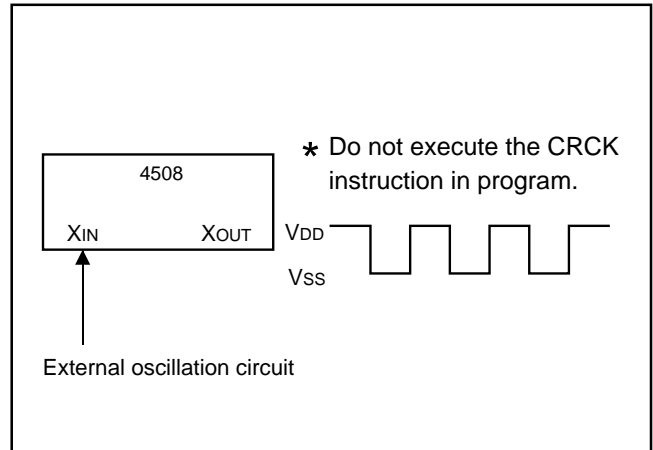 * Do not execute the CRCK
instruction in program.
4508
XIN XOUT
VDD
VSS
External oscillation circuit